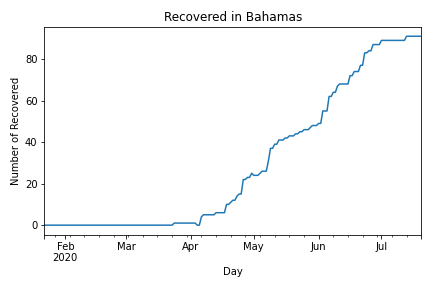 Recovered in Bahamas
Number of Recovered
80
60
40
20
0
Feb
2020
Mar
Apr
May
Jun
Jul
Day